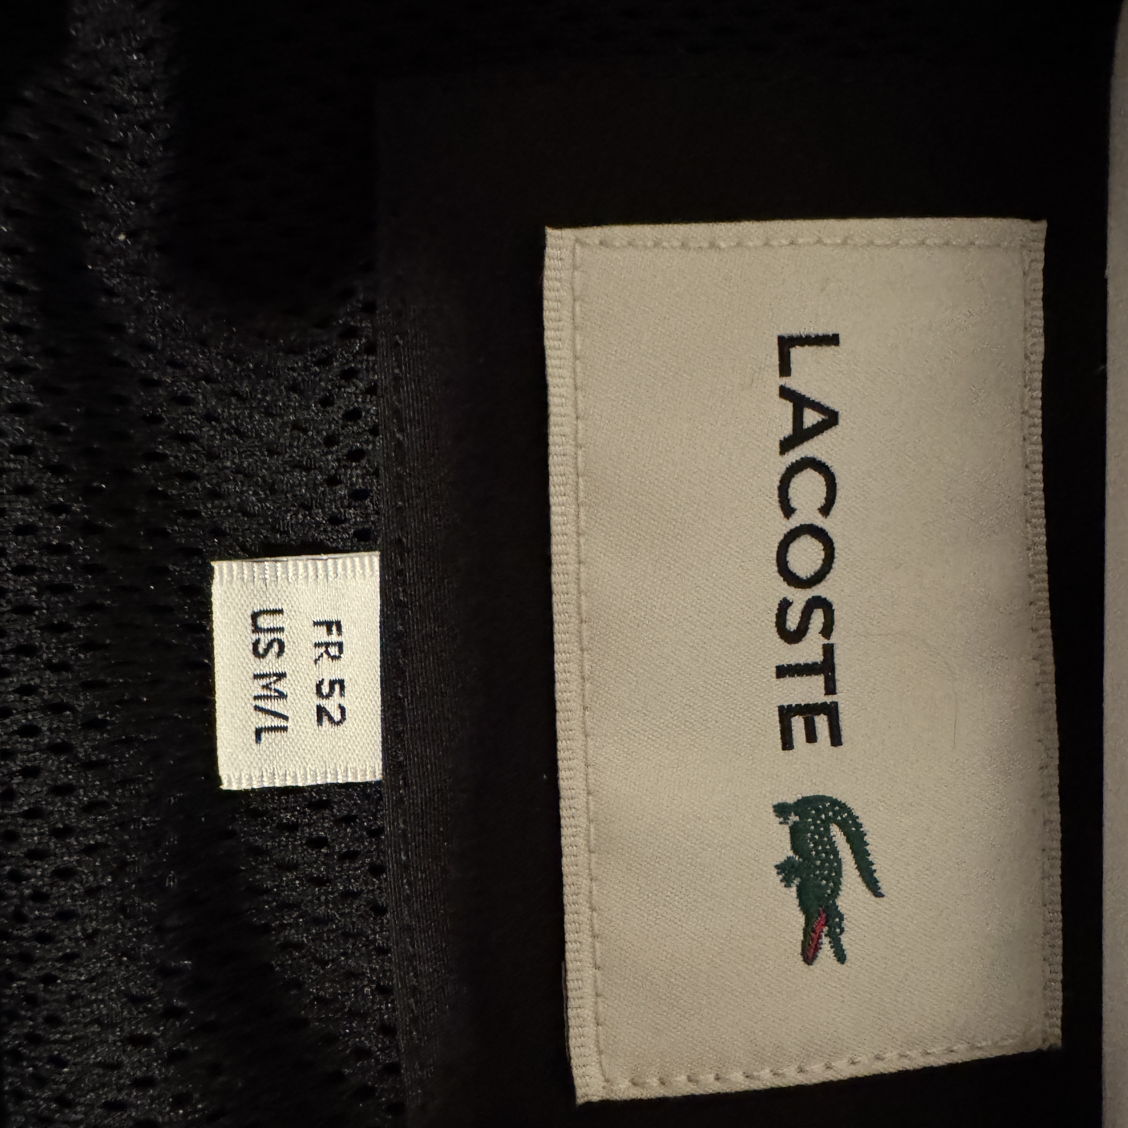 LACOSTE
FR 52
US M/L